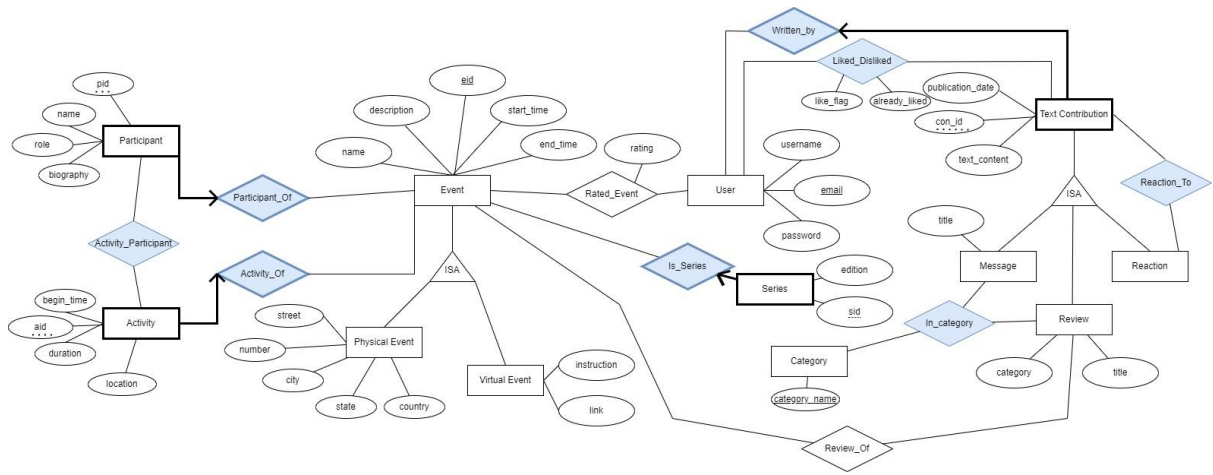 Written_by
Liked_Disliked
like_flag
already_liked
publication_date
con_id
text_content
Text Contribution
pid
name
role
biography
Participant
description
eid
start_time
end_time
name
rating
username
email
password
Participant_Of
Event
Rated_Event
User
ISA
Reaction_To
Activity_Participant
Activity_Of
ISA
Is_Series
title
Message
Reaction
edition
Series
sid
begin_time
aid
duration
location
Activity
street
number
city
state
country
Physical Event
Virtual Event
instruction
link
In_category
Review
Category
category_name
category
title
Review_Of